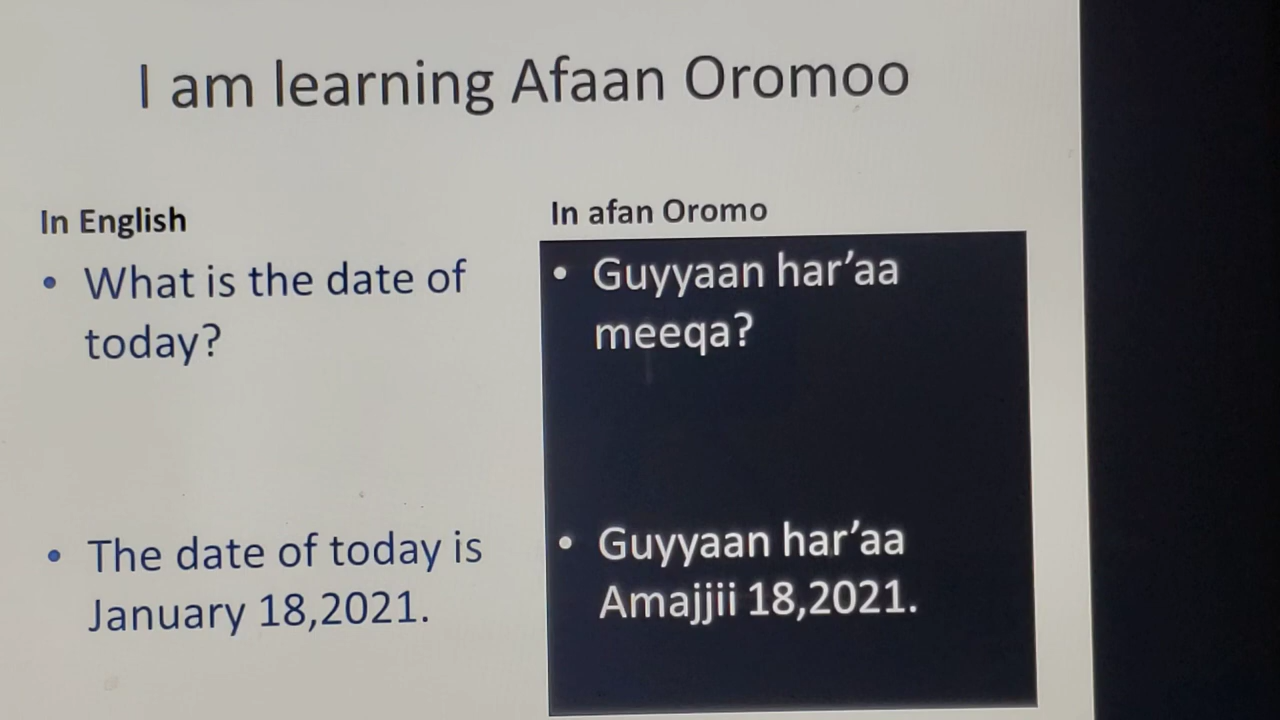 I am learning Afaan Oromoo
In English
• What is the date of
today?
• The date of today is
January 18,2021.
In afan Oromo
• Guyyaan har’aa
meeqa?
• Guyyaan har’aa
Amajjii 18,2021.